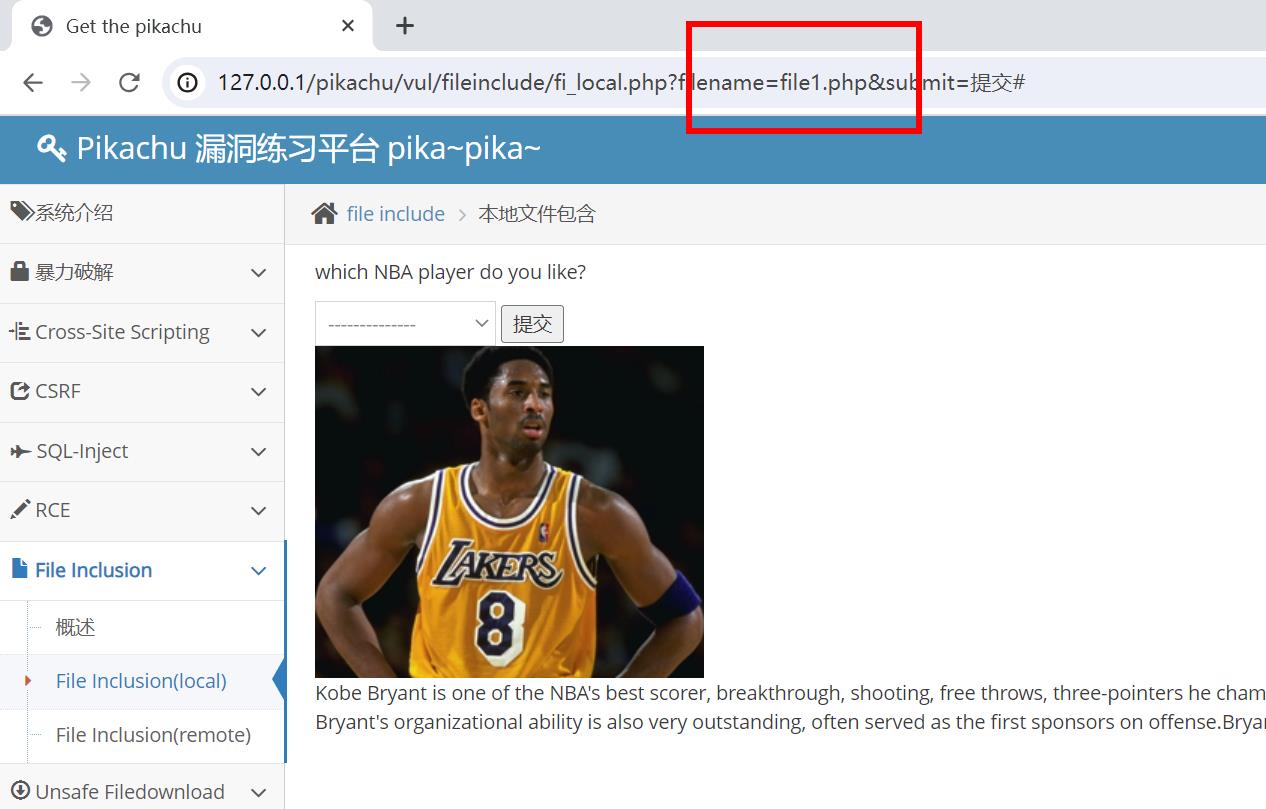 Get the pikachu
127.0.0.1/pikachu/vul/fileinclude/fi_local.php?filename=file1.php&submit=提交#
Pikachu 漏洞练习平台 pika~pika~
系统介绍
暴力破解
Cross-Site Scripting
CSRF
SQL-Inject
RCE
File Inclusion
概述
File Inclusion(local)
File Inclusion(remote)
Unsafe Filedownload
file include > 本地文件包含
which NBA player do you like?
--------------
提交
LAKERS
8
Kobe Bryant is one of the NBA's best scorer, breakthrough, shooting, free throws, three-pointers he cham
Bryant's organizational ability is also very outstanding, often served as the first sponsors on offense.Brya